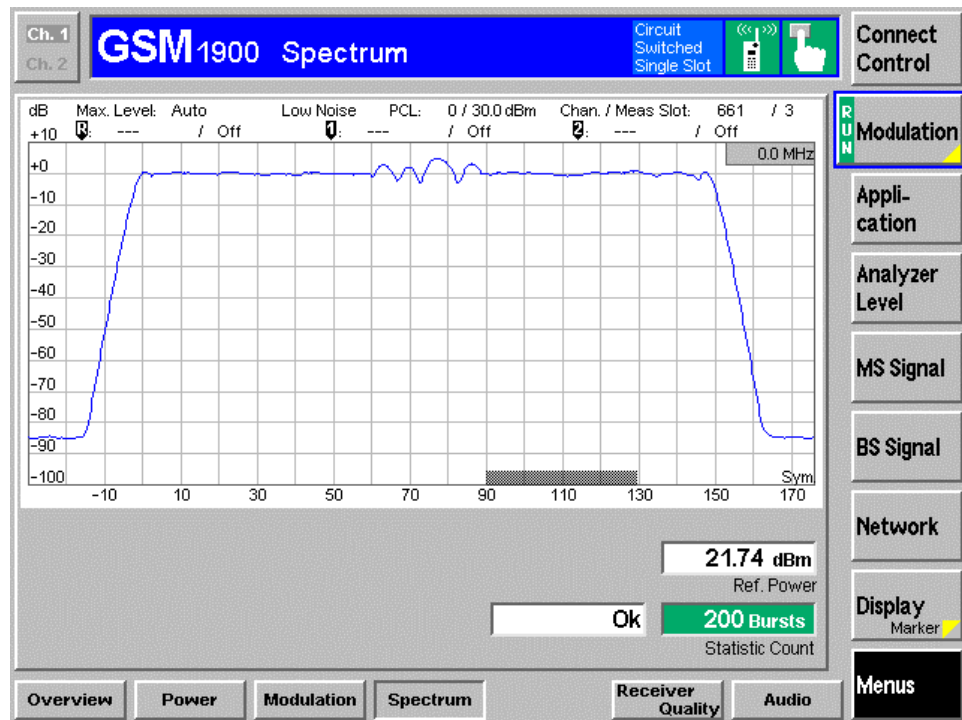 Ch. 1
Ch. 2
GSM1900 Spectrum
Circuit
Switched
Single Slot
Connect
Control
dB Max. Level: Auto Low Noise PCL: 0 / 30.0 dBm Chan. / Meas Slot: 661 / 3
+10 R: --- / Off 1: --- / Off 2: --- / Off
0.0 MHz
+0
-10
-20
-30
-40
-50
-60
-70
-80
-90
-100
Sym
-10 10 30 50 70 90 110 130 150 170
21.74 dBm
Ref. Power
Ok
200 Bursts
Statistic Count
RUN
Modulation
Appli-
cation
Analyzer
Level
MS Signal
BS Signal
Network
Display
Marker
Menus
Overview
Power
Modulation
Spectrum
Receiver
Quality
Audio